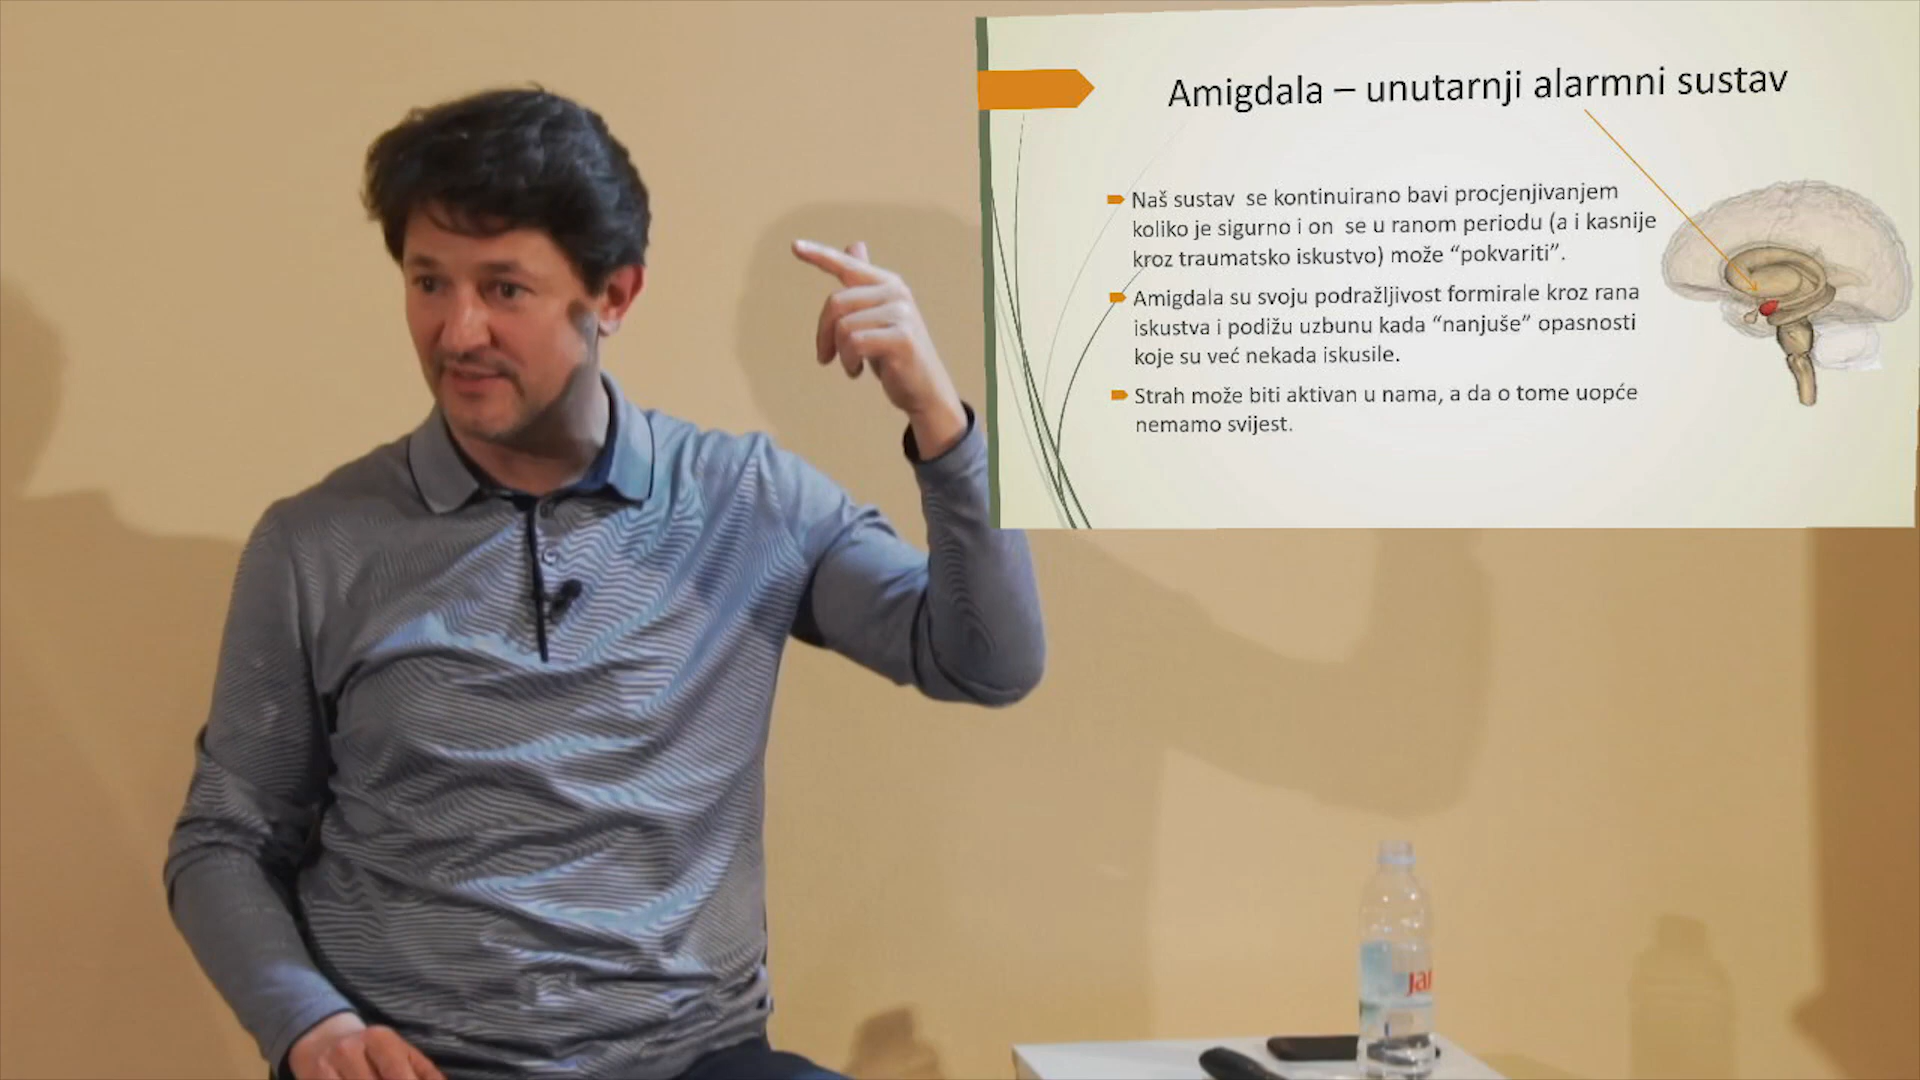 Amigdala – unutarnji alarmni sustav
Naš sustav se kontinuirano bavi procjenjivanjem
koliko je sigurno i on se u ranom periodu (a i kasnije
kroz traumatsko iskustvo) može “pokvariti”.
Amigdala su svoju podražljivost formirale kroz rana
iskustva i podižu uzbunu kada “nanjuše” opasnosti
koje su već nekada iskusile.
Strah može biti aktivan u nama, a da o tome uopće
nemamo svijest.